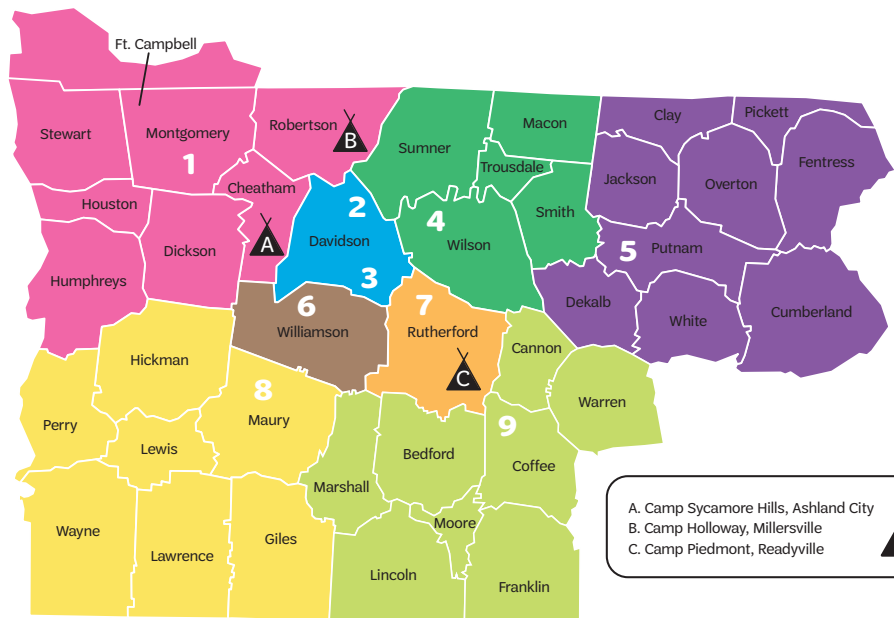 Ft. Campbell
Stewart
Montgomery
1
Robertson
B
Sumner
Macon
Trousdale
Clay
Pickett
Fentress
Overton
Jackson
Houston
Cheatham
2
Smith
4
Wilson
Davidson
3
A
Dickson
Humphreys
5
Putnam
Dekalb
White
Cumberland
6
Williamson
7
Rutherford
C
Cannon
Warren
Hickman
8
Maury
Perry
Lewis
9
Coffee
Bedford
Marshall
Moore
Wayne
Lawrence
Giles
Lincoln
Franklin
A. Camp Sycamore Hills, Ashland City
B. Camp Holloway, Millersville
C. Camp Piedmont, Readyville